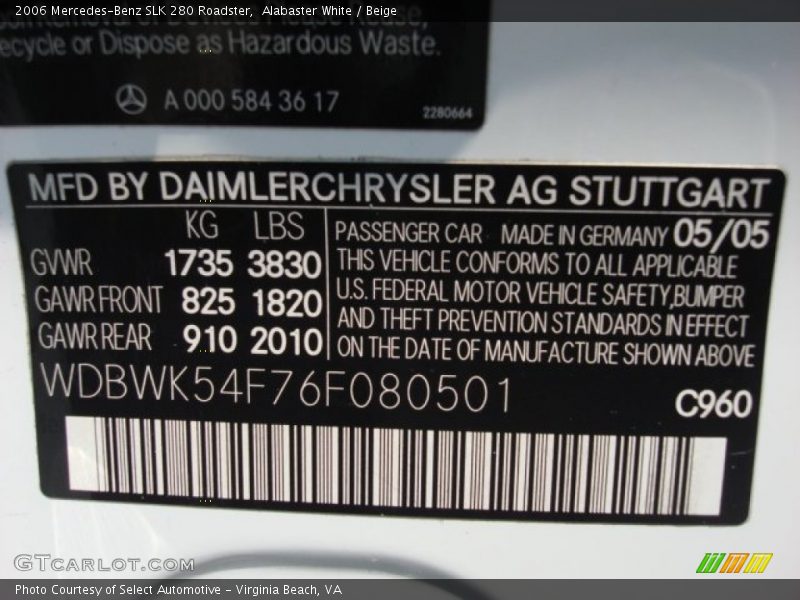 2006 Mercedes-Benz SLK 280 Roadster,  Alabaster White / Beige
Recycle or Dispose as Hazardous Waste.
A 000 584 36 17
2280664
MFD BY DAIMLERCHRYSLER AG STUTTGART
KG LBS
GVWR 1735 3830
GAWR FRONT 825 1820
GAWR REAR 910 2010
PASSENGER CAR MADE IN GERMANY 05/05
THIS VEHICLE CONFORMS TO ALL APPLICABLE
U.S. FEDERAL MOTOR VEHICLE SAFETY,BUMPER
AND THEFT PREVENTION STANDARDS IN EFFECT
ON THE DATE OF MANUFACTURE SHOWN ABOVE
WDBWK54F76F080501
C960
GTCARLOT.COM
Photo Courtesy of Select Automotive - Virginia Beach, VA